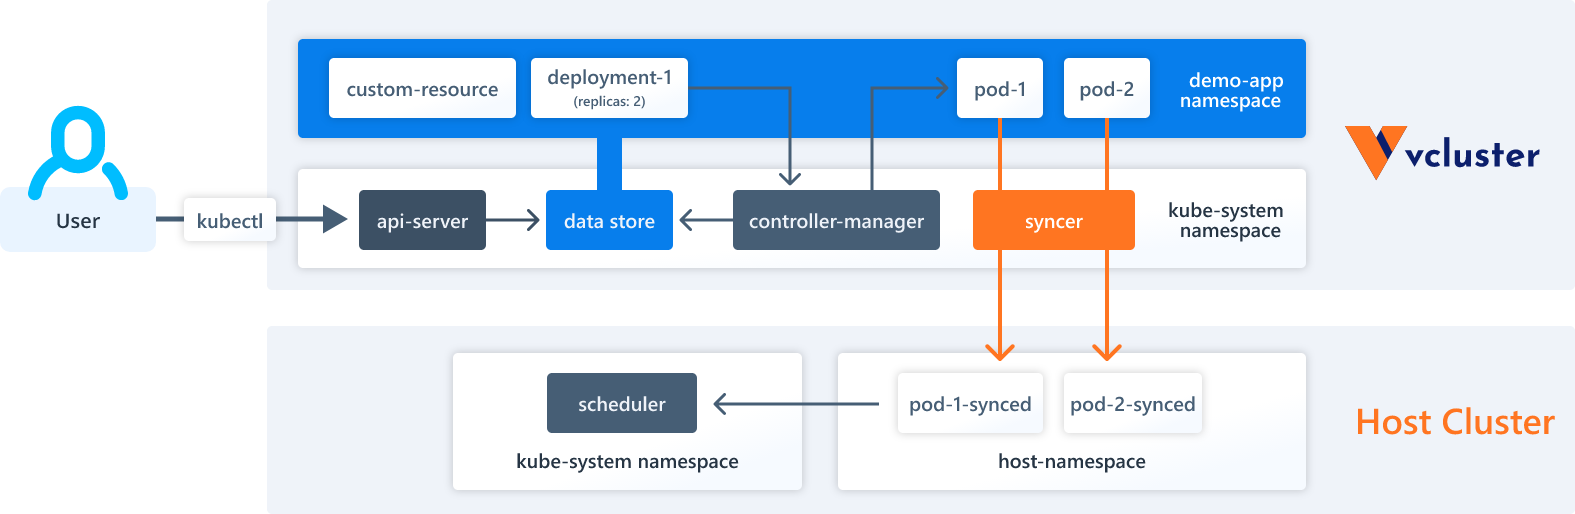 custom-resource
deployment-1
(replicas: 2)
pod-1
pod-2
demo-app
namespace
vcluster
User
kubectl
api-server
data store
controller-manager
syncer
kube-system
namespace
scheduler
kube-system namespace
pod-1-synced
pod-2-synced
host-namespace
Host Cluster